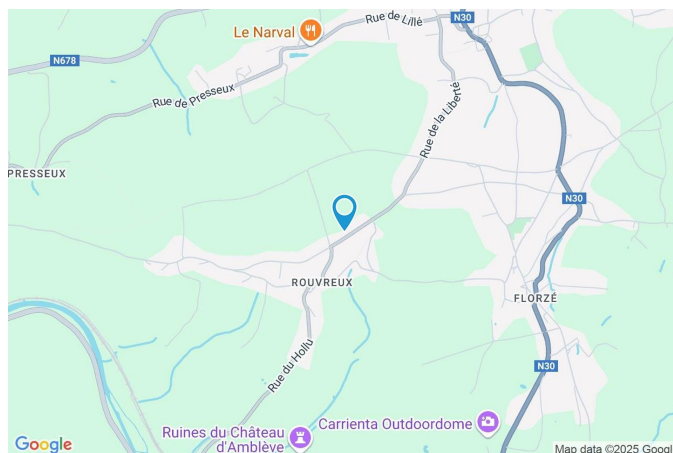 Rue de Lillé
N30
Le Narval
N678
Rue de Presseux
Rue de la Liberté
PRESSEUX
N30
ROUVREUX
FLORZÉ
Rue du Hollu
N30
Carrienta Outdoordome
Ruines du Château
d'Amblève
Google
Map data ©2025 Googl